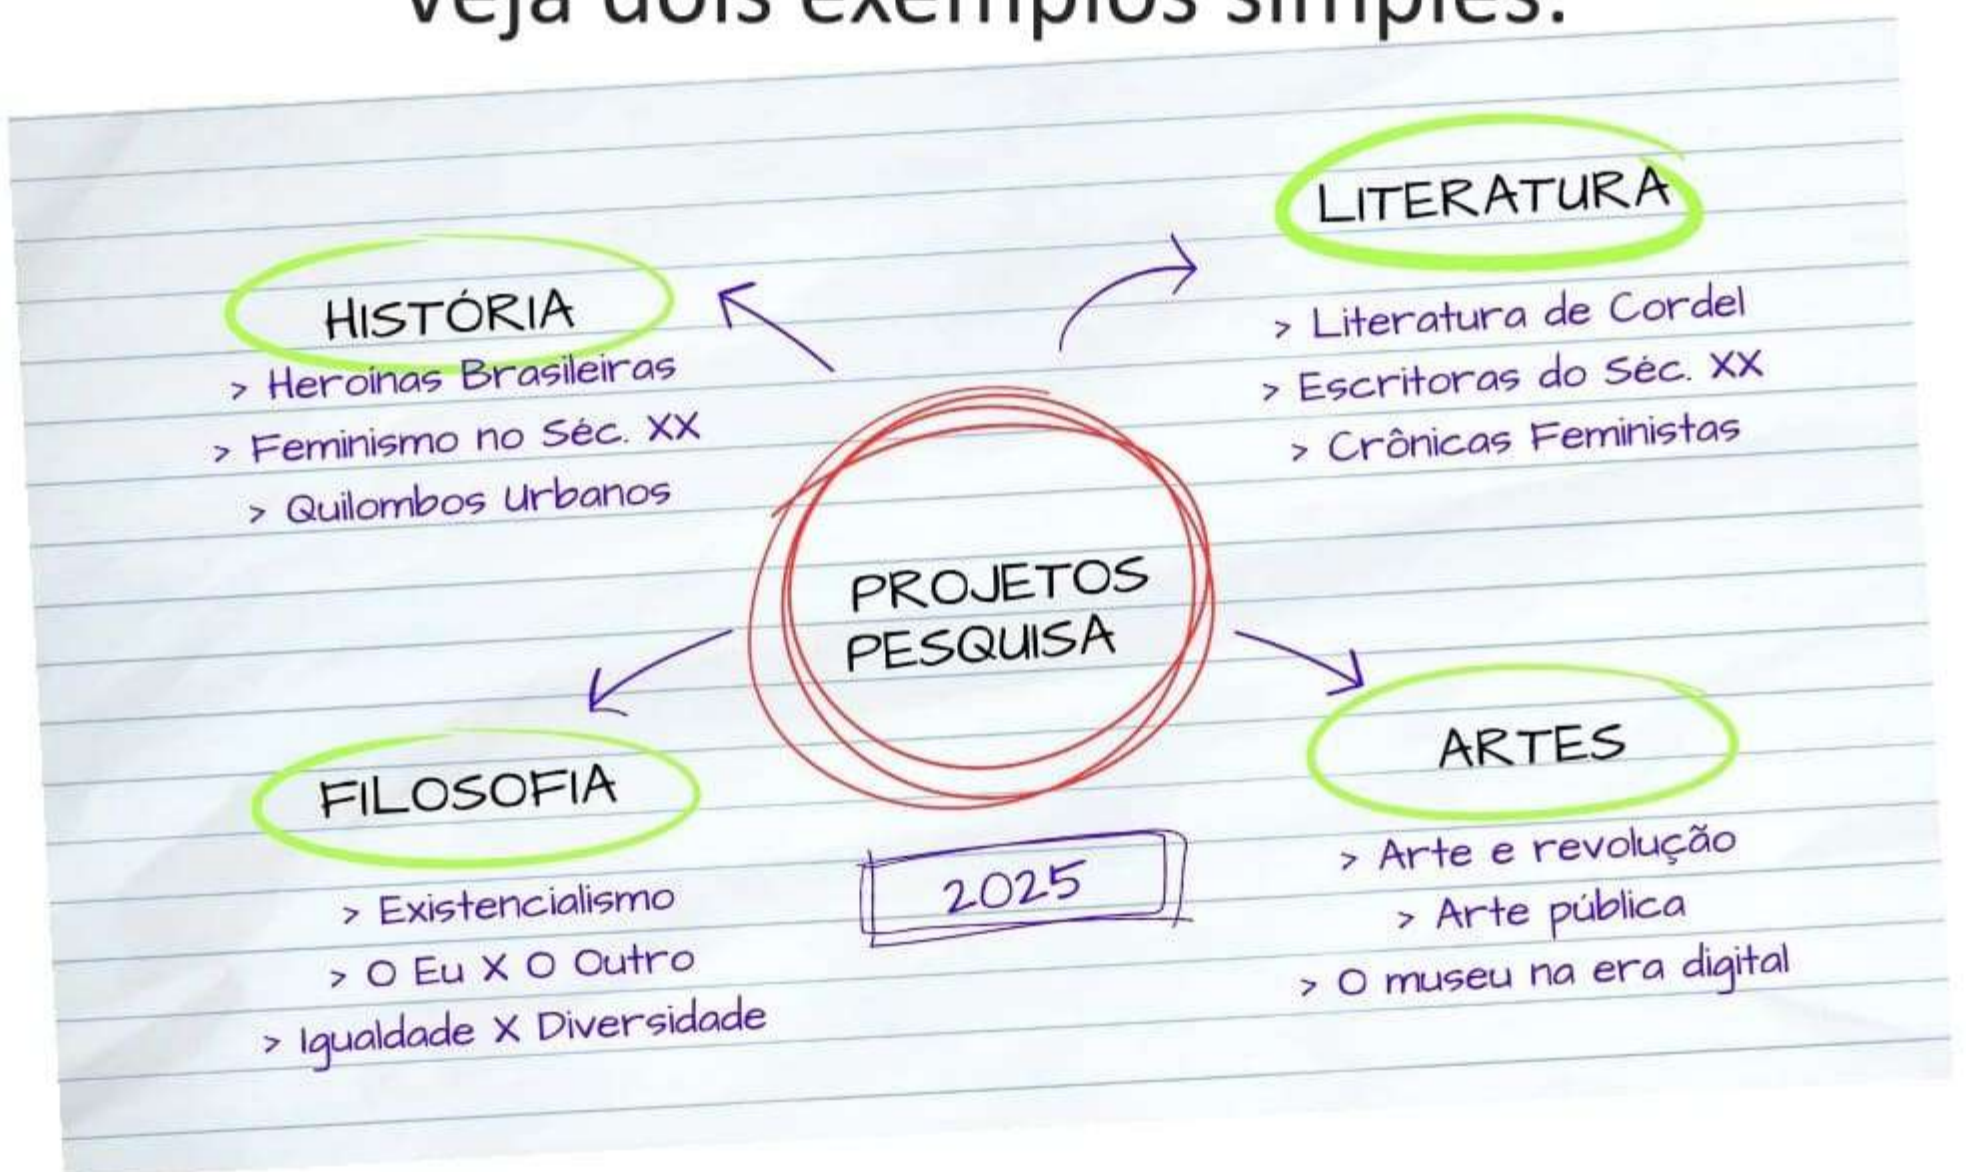 Veja dois exemplos simples:
HISTÓRIA
> Heroínas Brasileiras
> Feminismo no Séc. XX
> Quilombos Urbanos
LITERATURA
> Literatura de Cordel
> Escritoras do Séc. XX
> Crônicas Feministas
PROJETOS
PESQUISA
FILOSOFIA
> Existencialismo
> O Eu X O Outro
> Igualdade X Diversidade
2025
ARTES
> Arte e revolução
> Arte pública
> O museu na era digital